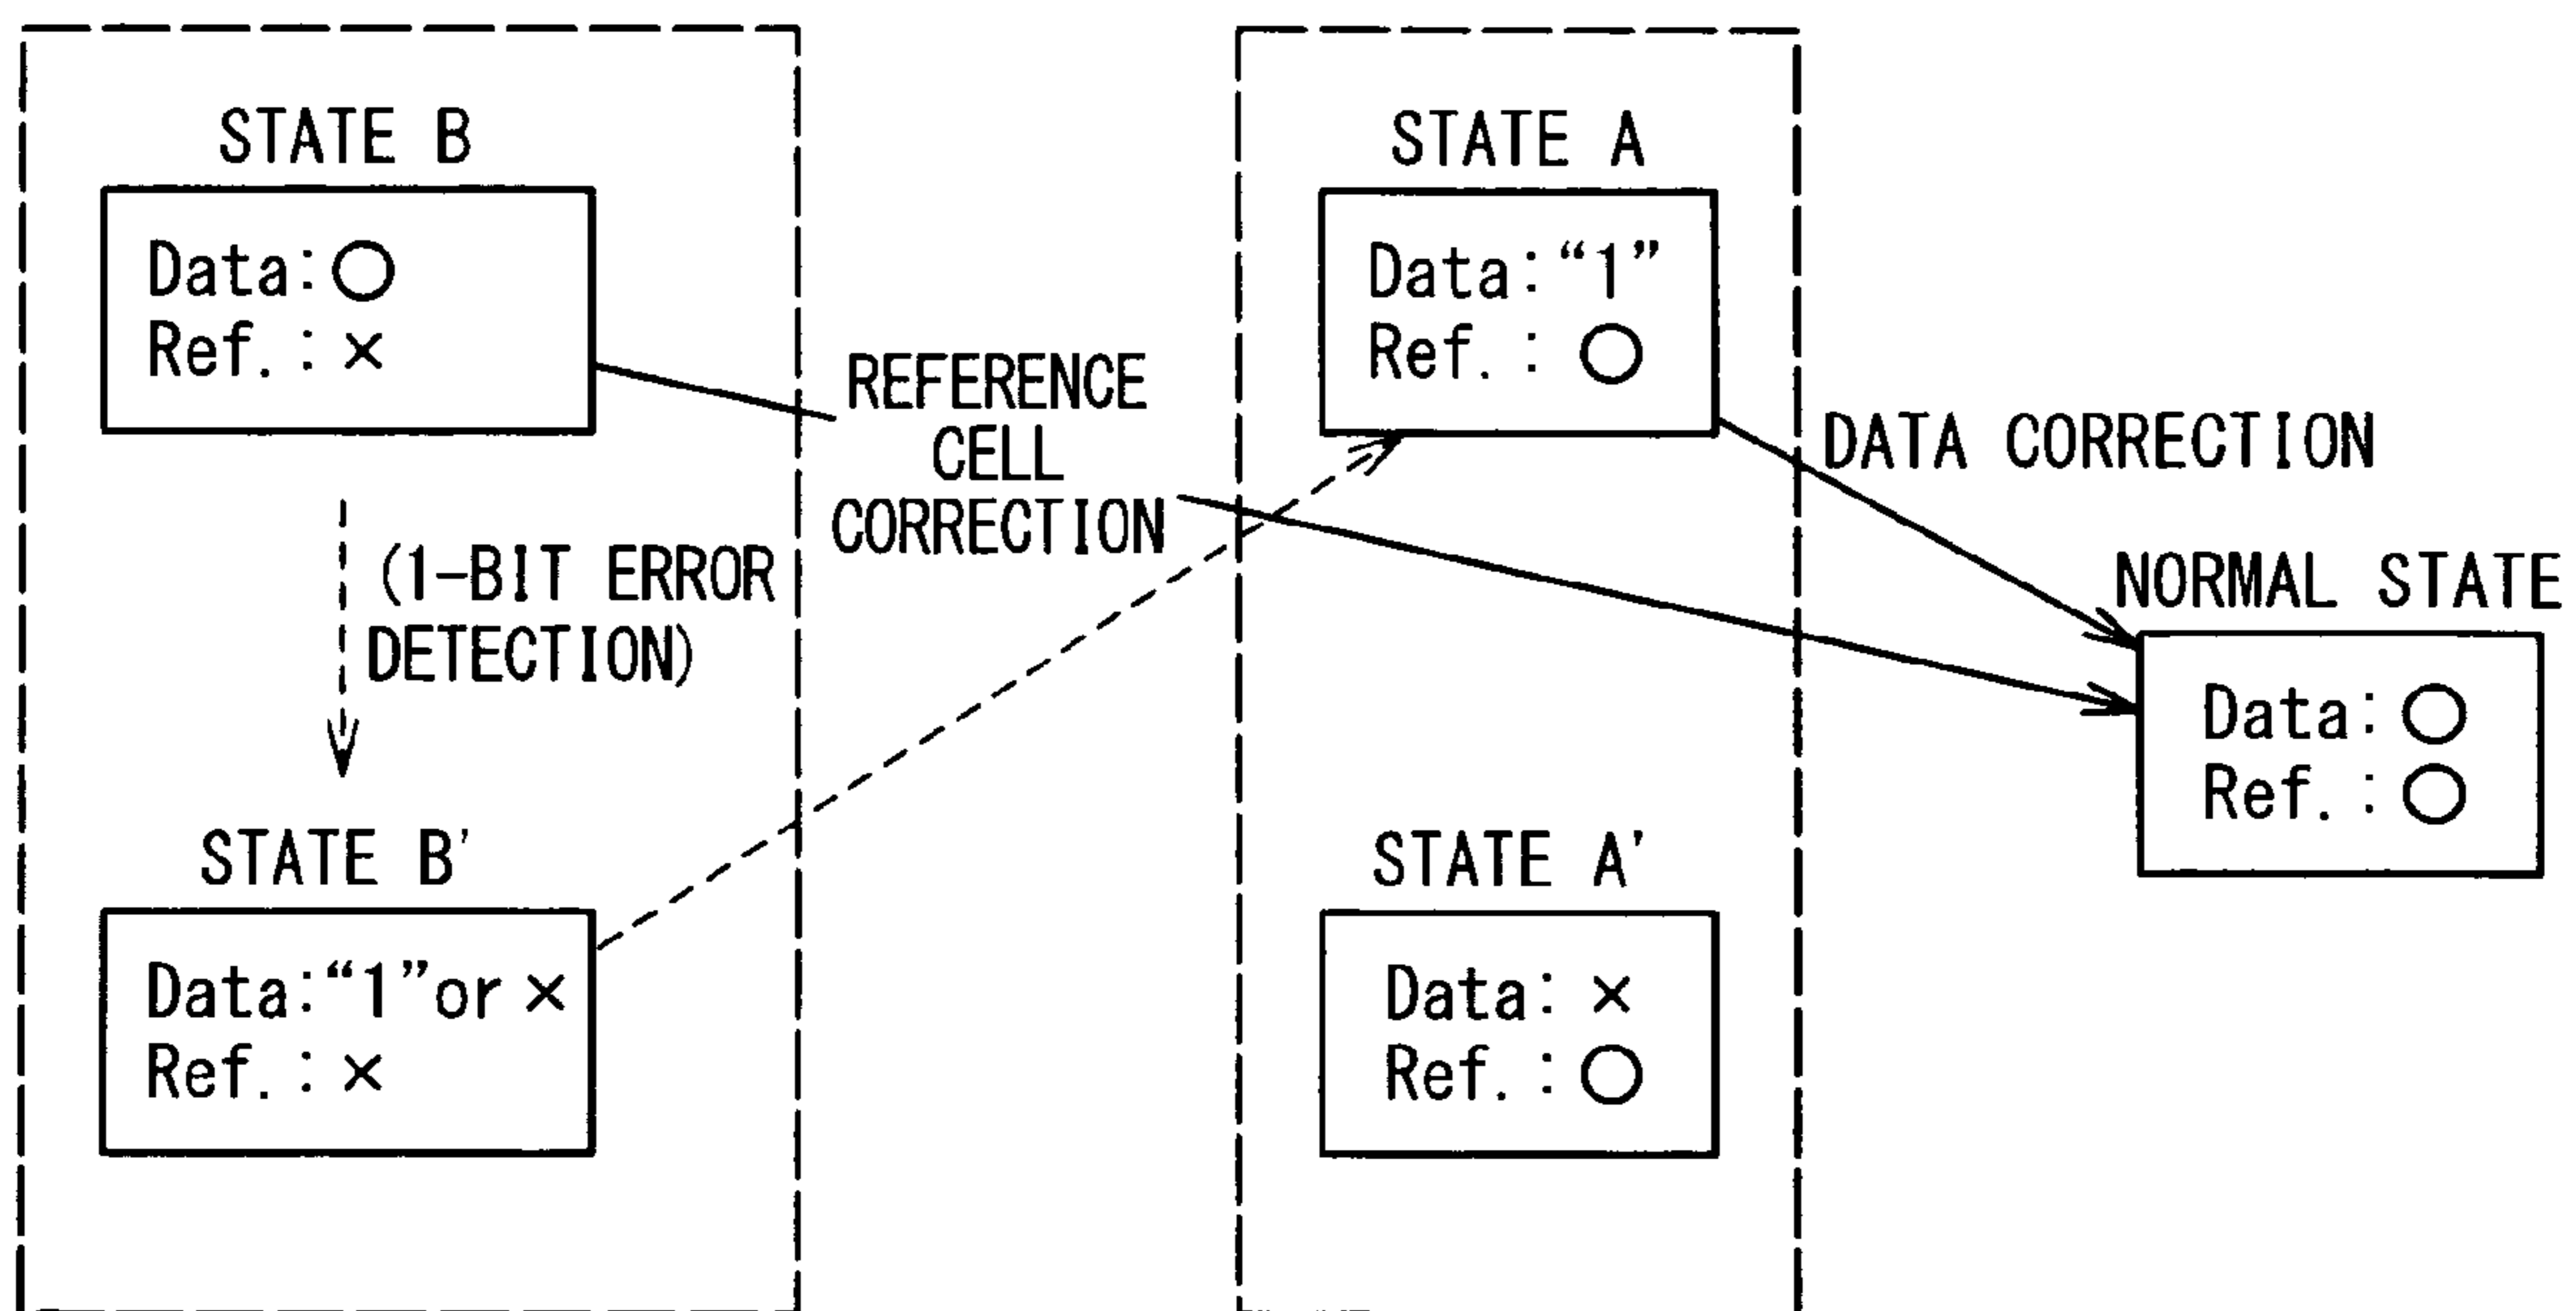 STATE B
Data:○
Ref.:×
(1-BIT ERROR
DETECTION)
STATE B'
Data:“1”or ×
Ref.:×
REFERENCE
CELL
CORRECTION
STATE A
Data:“1”
Ref.:○
STATE A'
Data:×
Ref.:○
DATA CORRECTION
NORMAL STATE
Data:○
Ref.:○